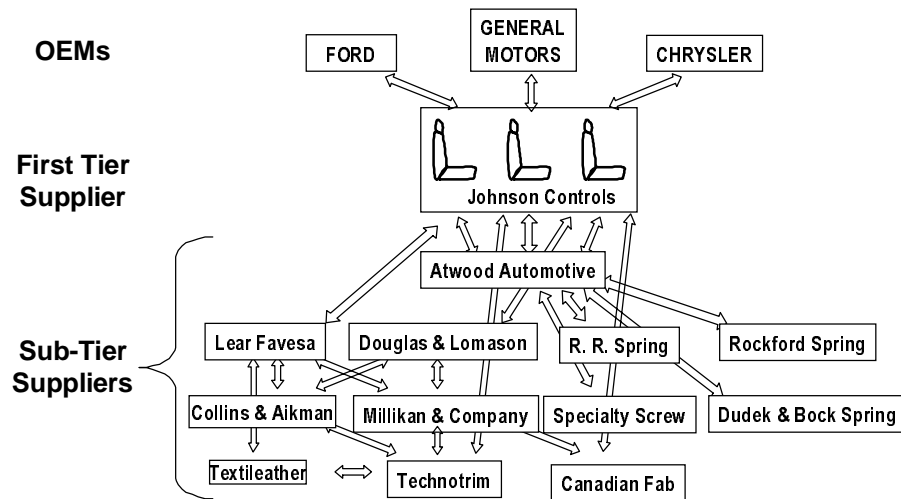 OEMs
FORD
GENERAL
MOTORS
CHRYSLER
First Tier
Supplier
Johnson Controls
Atwood Automotive
Sub-Tier
Suppliers
Lear Favesa
Douglas & Lomason
R. R. Spring
Rockford Spring
Collins & Aikman
Millikan & Company
Specialty Screw
Dudek & Bock Spring
Textileather
Technotrim
Canadian Fab